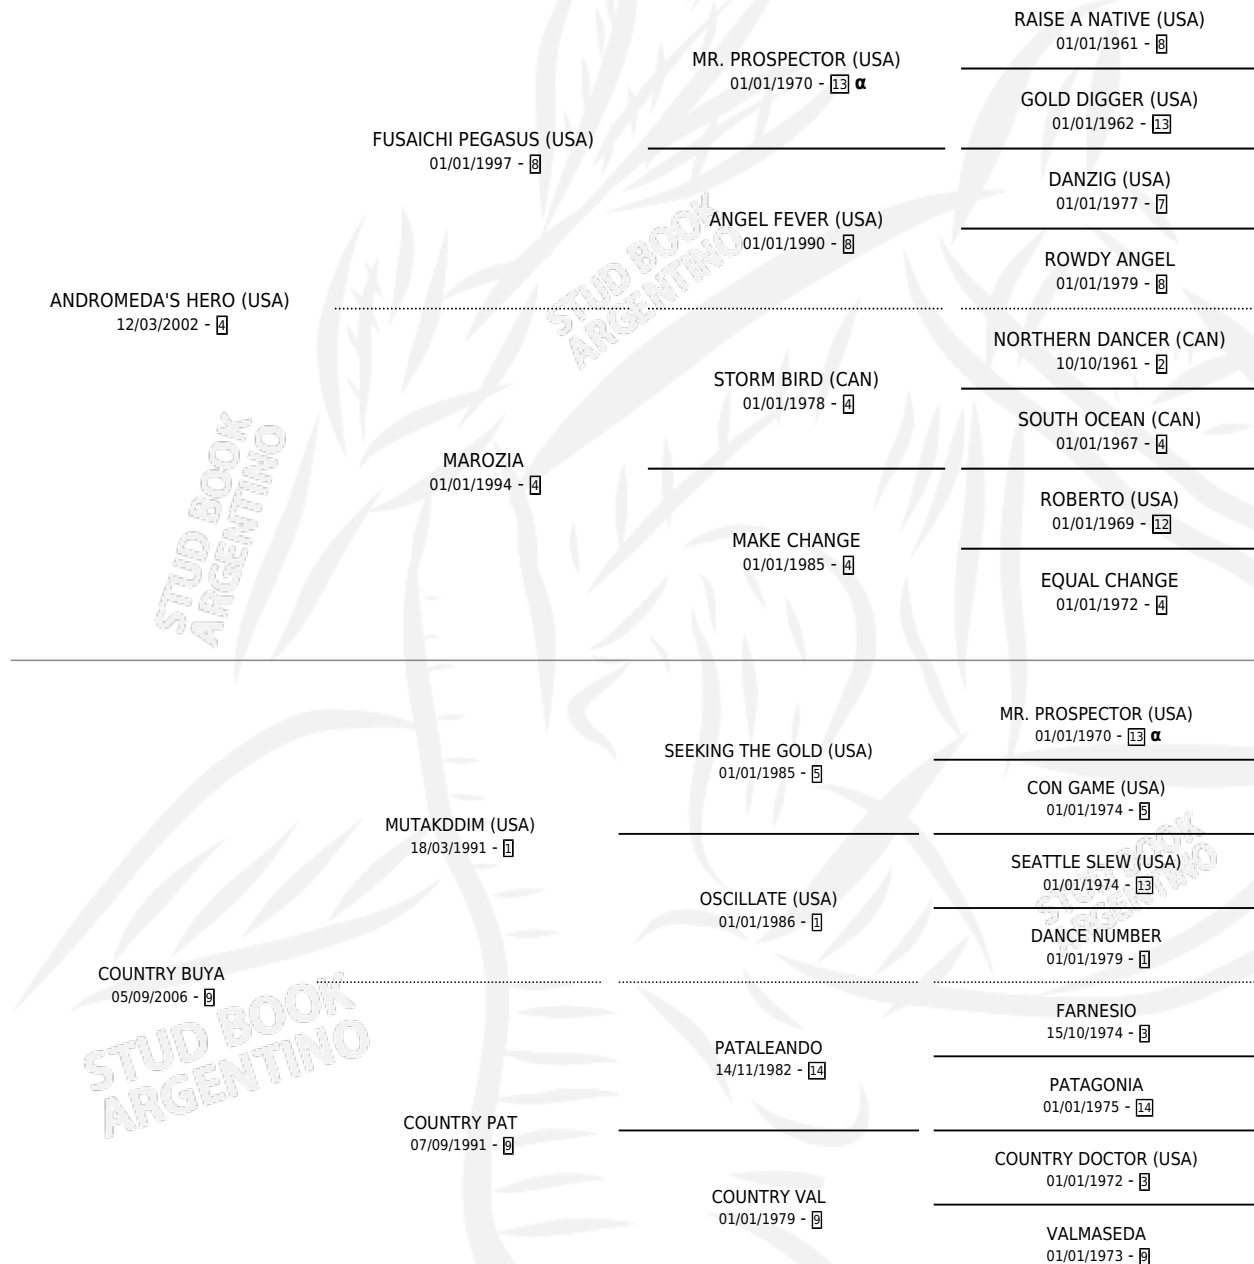 RAISE A NATIVE (USA)
01/01/1961 - 8
MR. PROSPECTOR (USA)
01/01/1970 - 13 α
GOLD DIGGER (USA)
01/01/1962 - 13
FUSAICHI PEGASUS (USA)
01/01/1997 - 8
DANZIG (USA)
01/01/1977 - 7
ANGEL FEVER (USA)
01/01/1990 - 8
ROWDY ANGEL
01/01/1979 - 8
ANDROMEDA'S HERO (USA)
12/03/2002 - 4
NORTHERN DANCER (CAN)
10/10/1961 - 2
STORM BIRD (CAN)
01/01/1978 - 4
SOUTH OCEAN (CAN)
01/01/1967 - 4
MAROZIA
01/01/1994 - 4
ROBERTO (USA)
01/01/1969 - 12
MAKE CHANGE
01/01/1985 - 4
EQUAL CHANGE
01/01/1972 - 4
STUD BOOK
ARGENTINO
STUD BOOK
ARGENTINO
MR. PROSPECTOR (USA)
01/01/1970 - 13 α
SEEKING THE GOLD (USA)
01/01/1985 - 5
CON GAME (USA)
01/01/1974 - 5
MUTAKDDIM (USA)
18/03/1991 - 1
SEATTLE SLEW (USA)
01/01/1974 - 13
OSCILLATE (USA)
01/01/1986 - 1
DANCE NUMBER
01/01/1979 - 1
COUNTRY BUYA
05/09/2006 - 9
FARNESIO
15/10/1974 - 3
PATALEANDO
14/11/1982 - 14
PATAGONIA
01/01/1975 - 14
COUNTRY PAT
07/09/1991 - 9
COUNTRY DOCTOR (USA)
01/01/1972 - 3
COUNTRY VAL
01/01/1979 - 9
VALMASEDA
01/01/1973 - 9
STUD BOOK
ARGENTINO
STUD BOOK
ARGENTINO